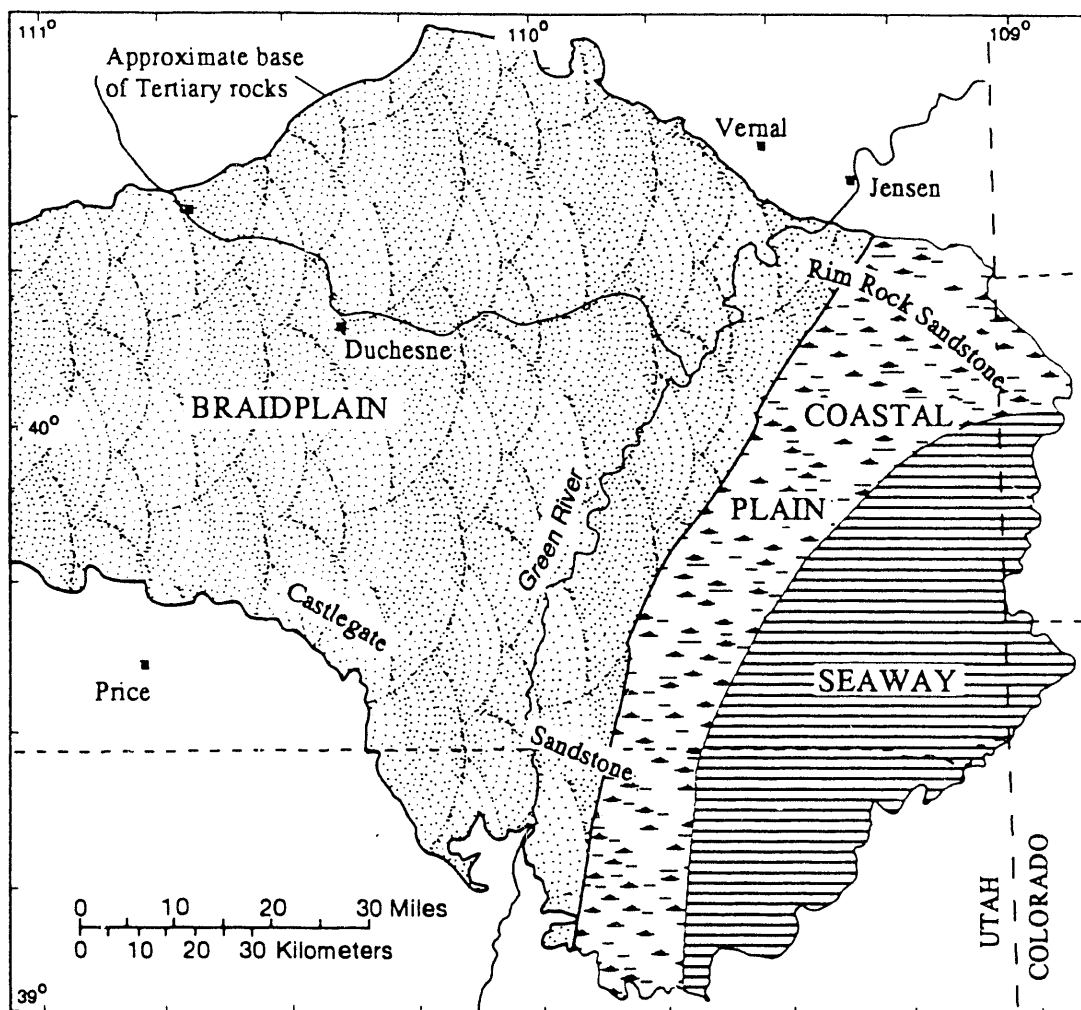 111°
110°
109°
Approximate base
of Tertiary rocks
Vernal
Jensen
Rim Rock Sandstone
Duchesne
BRAIDPLAIN
COASTAL
40°
PLAIN
Green River
Castlegate
SEAWAY
Price
Sandstone
0 10 20 30 Miles
0 10 20 30 Kilometers
UTAH
COLORADO
39°